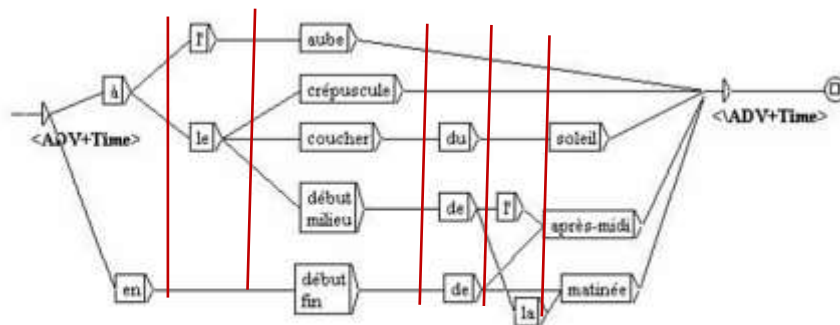 l'
aube
à
crépuscule
<ADV+Time>
<\ADV+Time>
le
coucher
du
soleil
début
milieu
de
l'
après-midi
en
début
fin
de
matinée
la